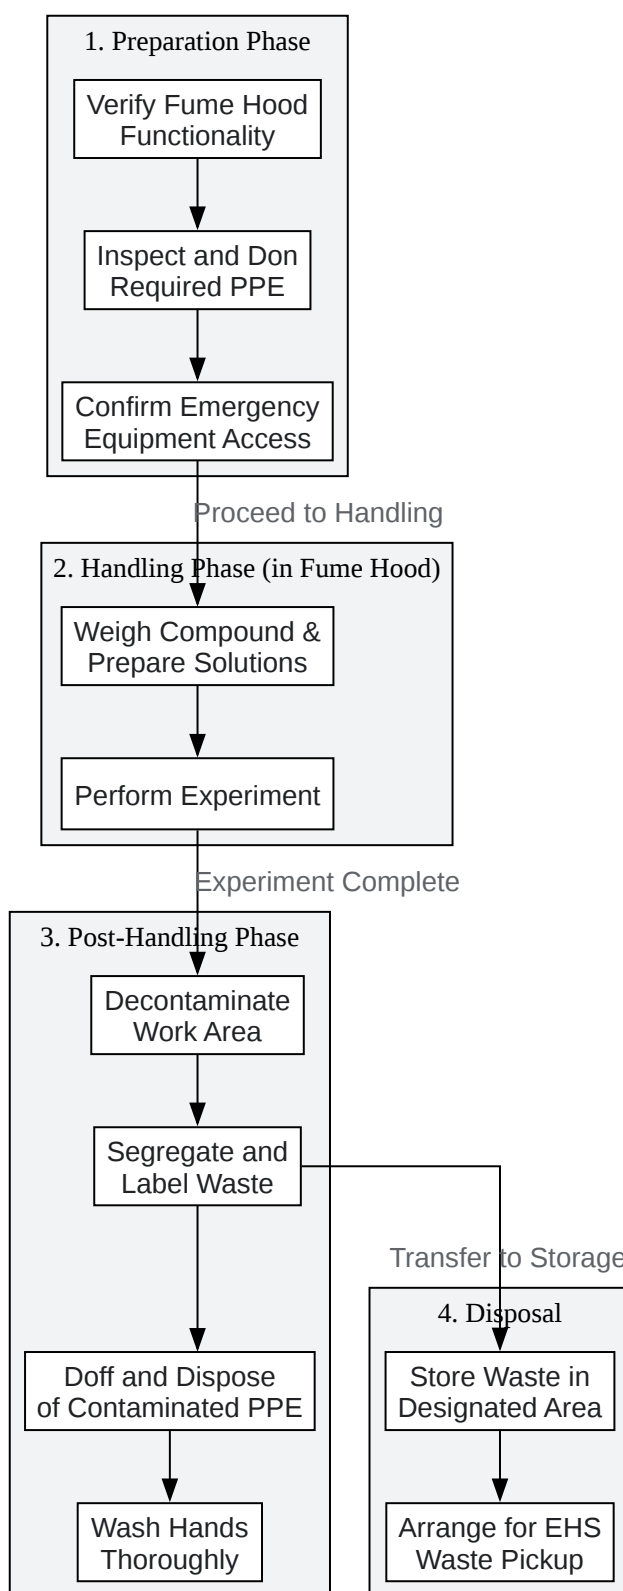 1. Preparation Phase
Verify Fume Hood
Functionality
Inspect and Don
Required PPE
Confirm Emergency
Equipment Access
Proceed to Handling
2. Handling Phase (in Fume Hood)
Weigh Compound &
Prepare Solutions
Perform Experiment
Experiment Complete
3. Post-Handling Phase
Decontaminate
Work Area
Segregate and
Label Waste
Transfer to Storage
4. Disposal
Doff and Dispose
of Contaminated PPE
Store Waste in
Designated Area
Wash Hands
Thoroughly
Arrange for EHS
Waste Pickup